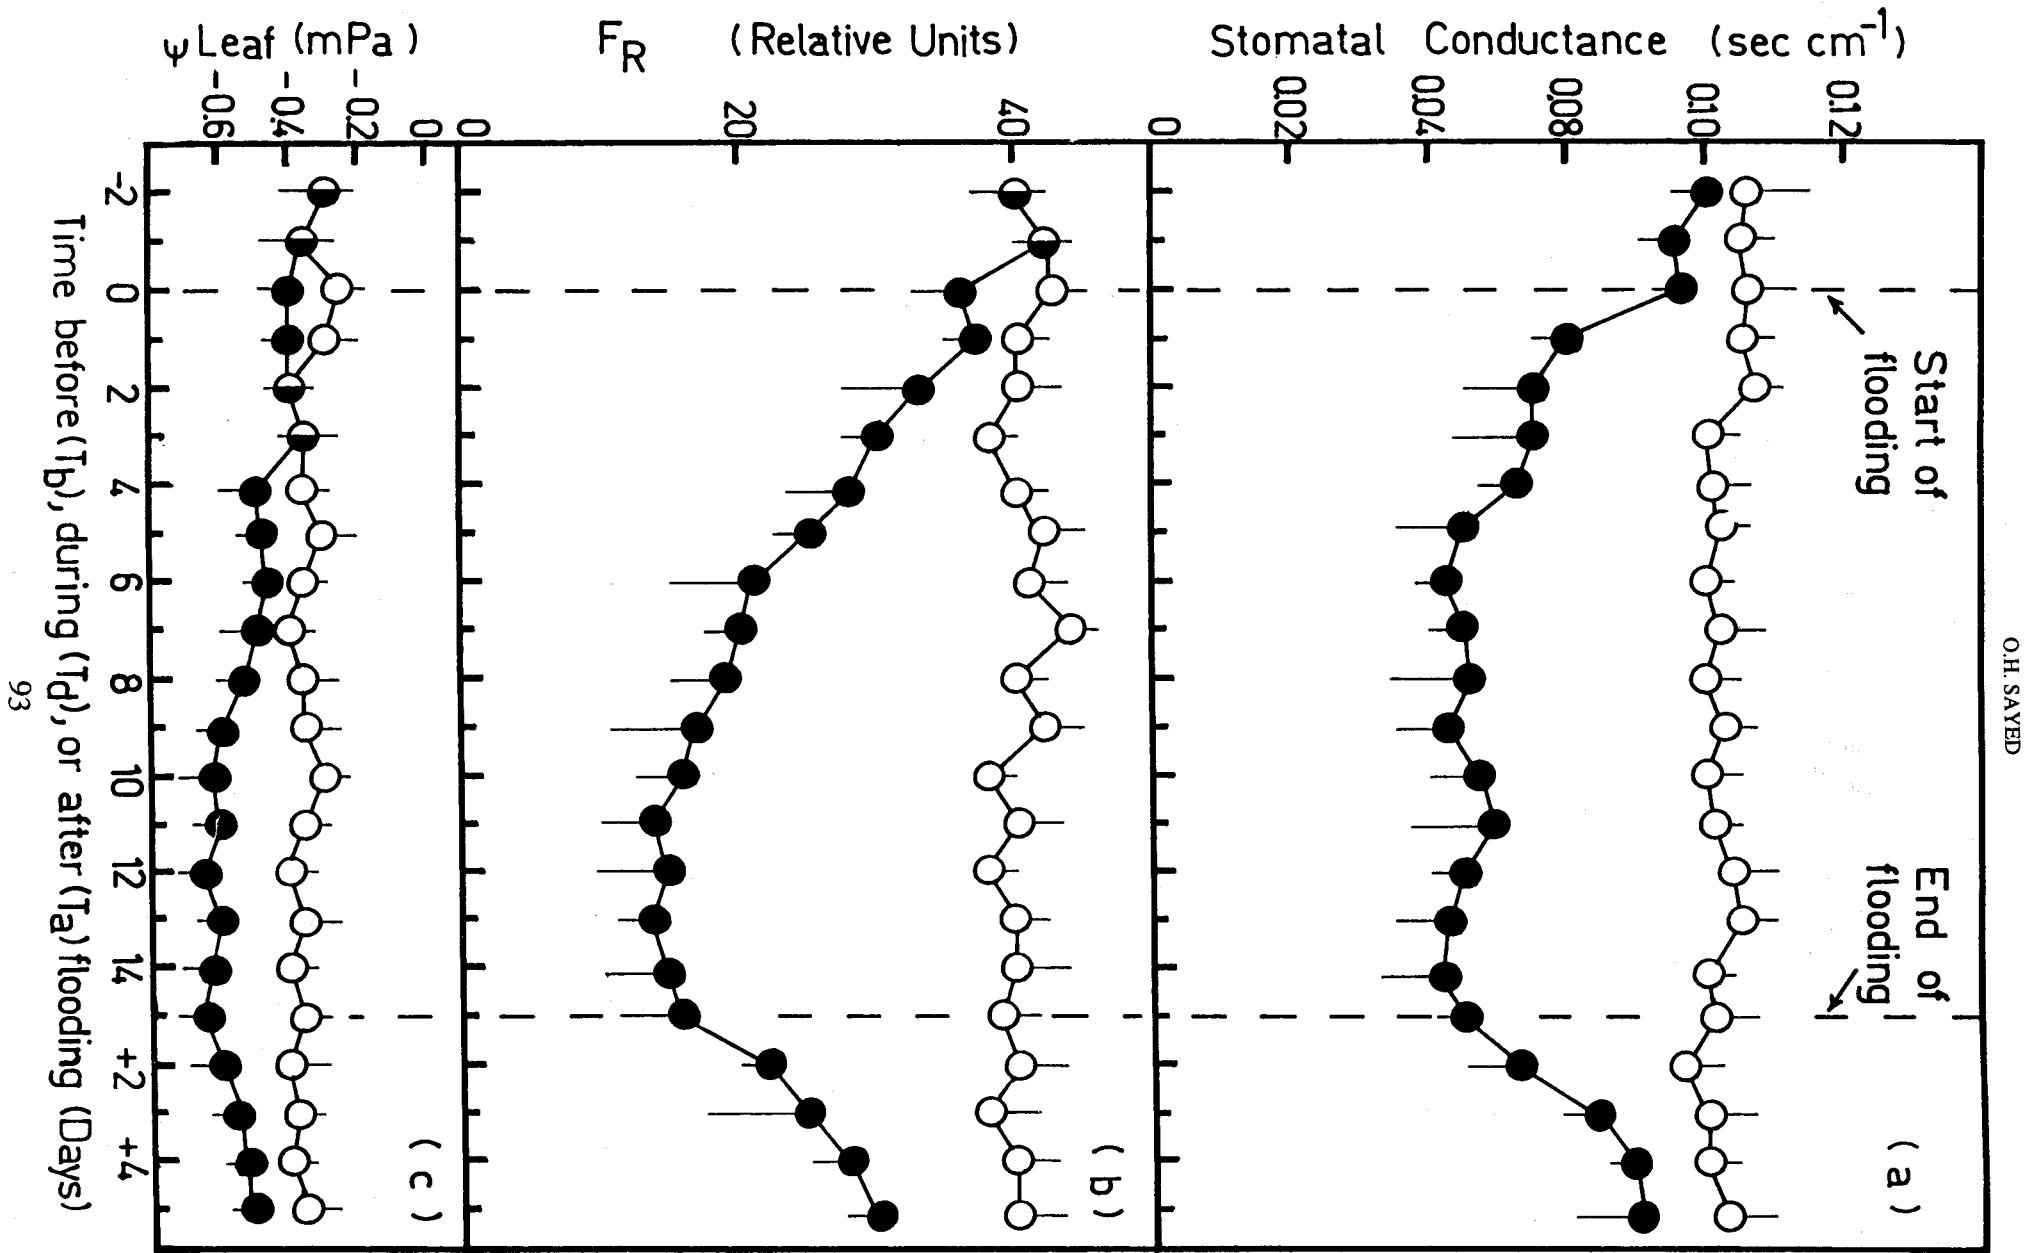 O.H. SAYED
Stomatal Conductance (sec cm⁻¹)
0.12
0.10
0.08
0.04
0.02
0
Start of
flooding
End of
flooding
(a)
F_R (Relative Units)
40
20
0
(b)
ψ Leaf (mPa)
0
-0.2
-0.4
-0.6
(c)
-2 0 2 4 6 8 10 12 14 +2 +4
Time before (Tb), during (Td), or after (Ta) flooding (Days)
93